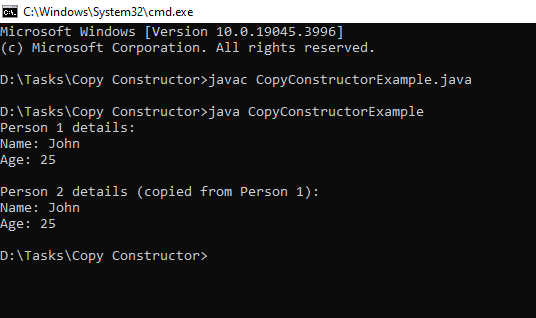 C:\Windows\System32\cmd.exe
Microsoft Windows [Version 10.0.19045.3996]
(c) Microsoft Corporation. All rights reserved.
D:\Tasks\Copy Constructor>javac CopyConstructorExample.java
D:\Tasks\Copy Constructor>java CopyConstructorExample
Person 1 details:
Name: John
Age: 25
Person 2 details (copied from Person 1):
Name: John
Age: 25
D:\Tasks\Copy Constructor>